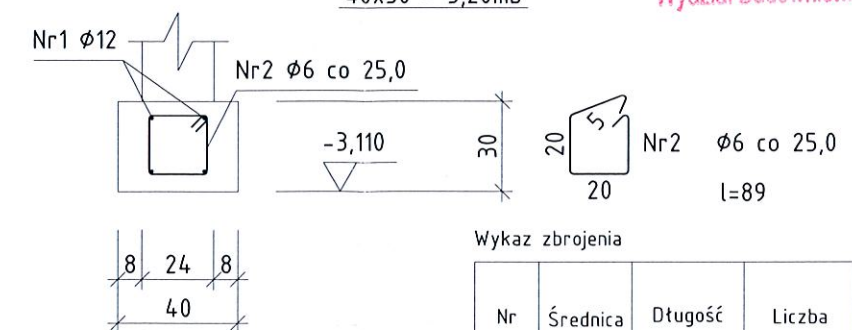 Nr1 ϕ12
Nr2 ϕ6 co 25,0
-3,110
30
20
5
20
Nr2 ϕ6 co 25,0
l=89
8 24 8
40
Wykaz zbrojenia
Nr Średnica Długość Liczba